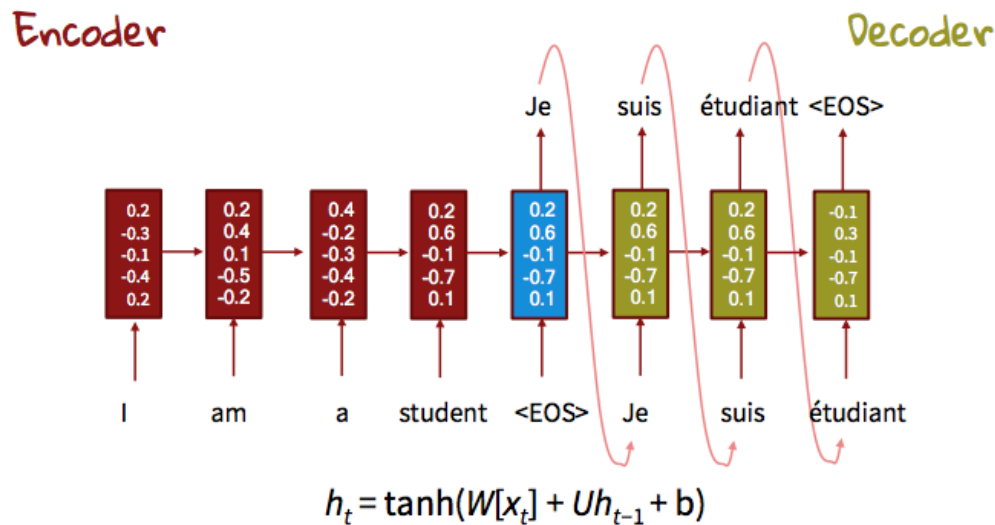 Encoder Decoder
Je suis étudiant <EOS>
0.2 0.2 0.4 0.2 0.2 0.2 0.2 -0.1
-0.3 0.4 -0.2 0.6 0.6 0.6 0.6 0.3
-0.1 0.1 -0.3 -0.1 -0.1 -0.1 -0.1 -0.1
-0.4 -0.5 -0.4 -0.7 -0.7 -0.7 -0.7 -0.7
0.2 -0.2 -0.2 0.1 0.1 0.1 0.1 0.1
I am a student <EOS> Je suis étudiant
hₜ = tanh(W[xₜ] + Uhₜ₋₁ + b)